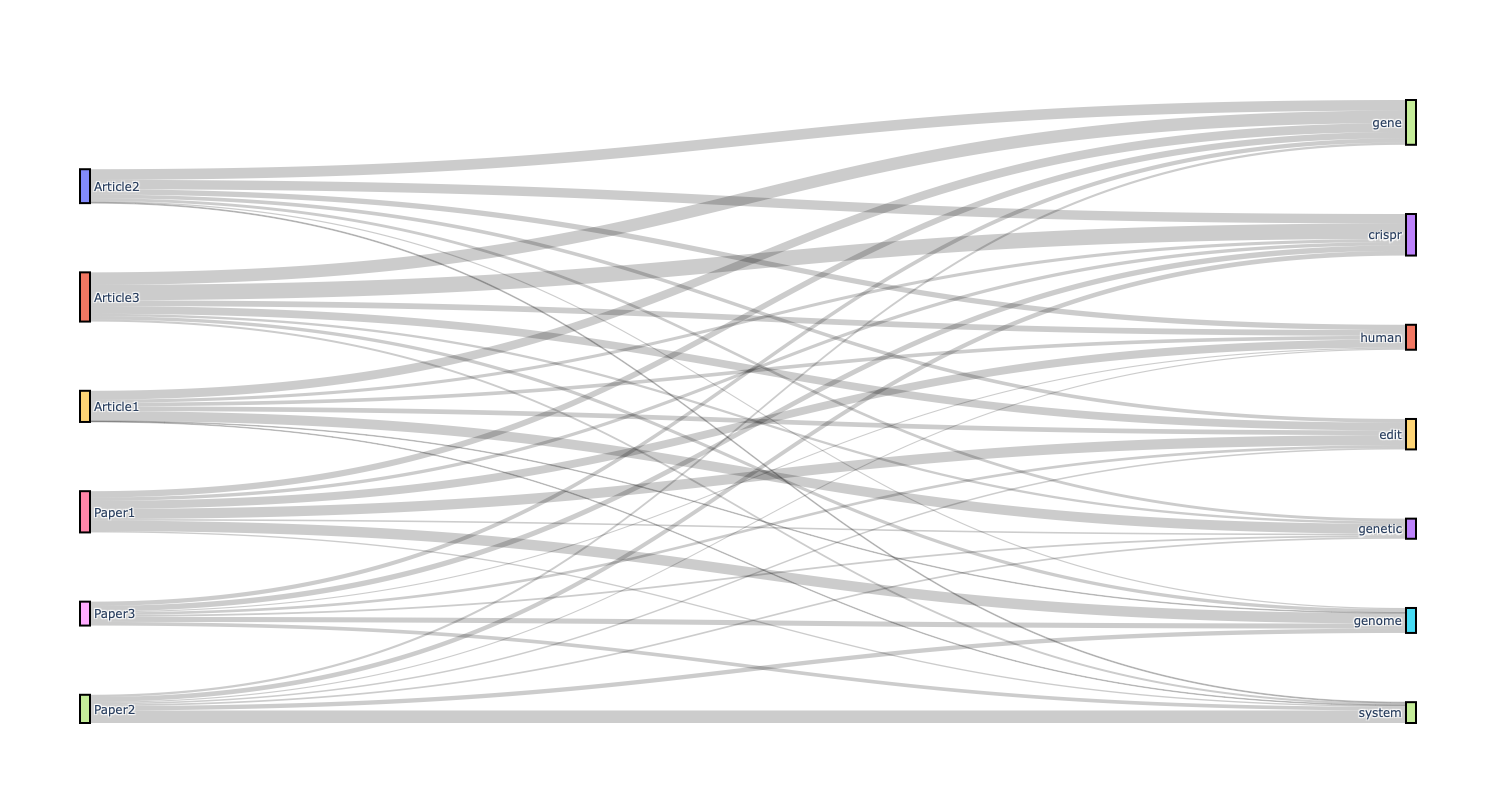 Article2
Article3
Article1
Paper1
Paper3
Paper2
gene
crispr
human
edit
genetic
genome
system